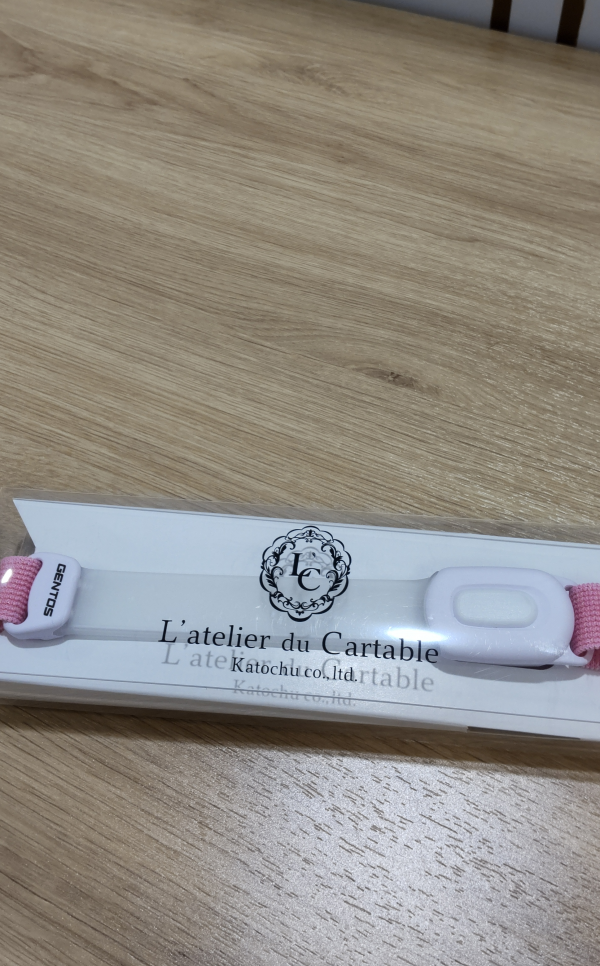 GENTOS
LC
L'atelier du Cartable
Katochu co.,ltd.